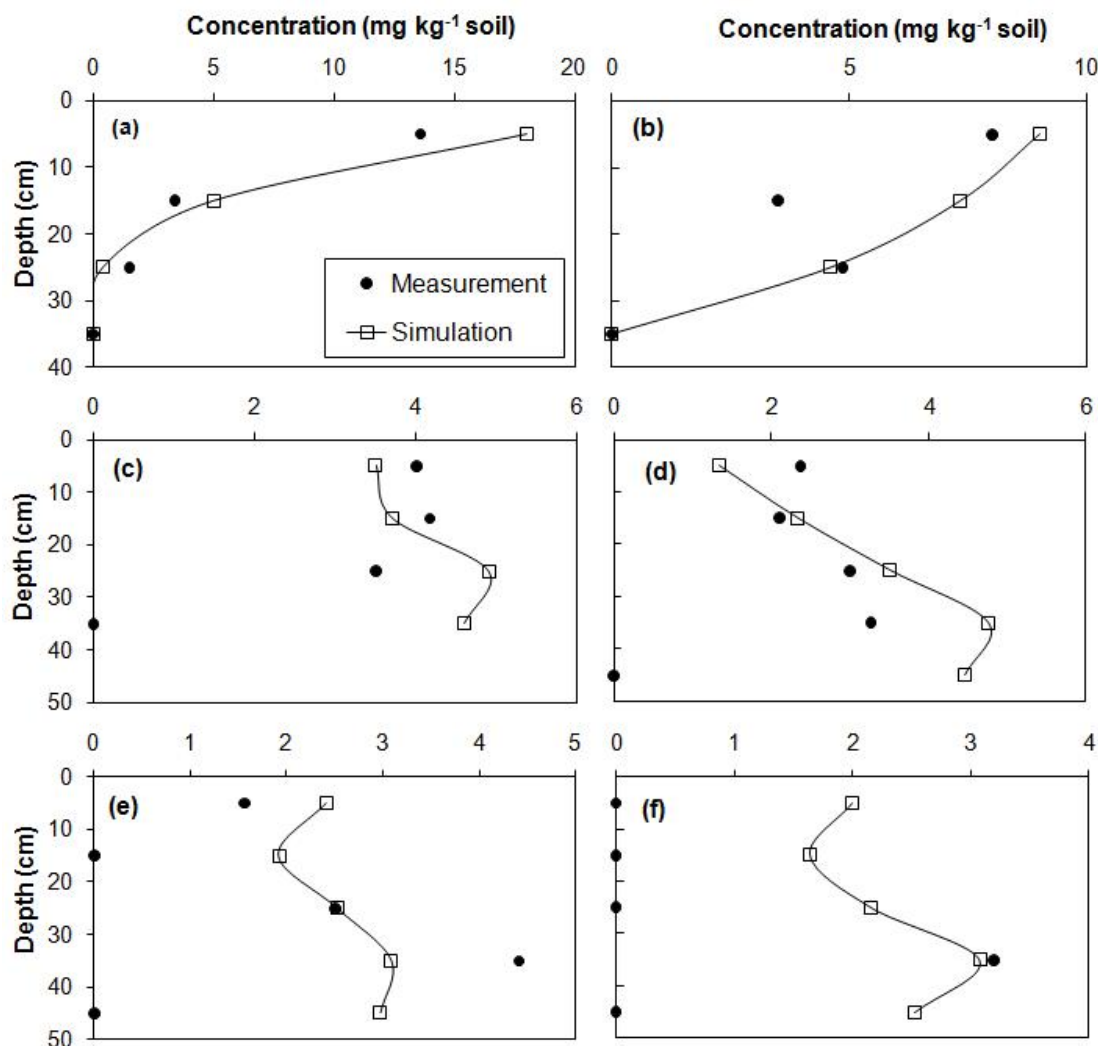 Concentration (mg kg⁻¹ soil)
Concentration (mg kg⁻¹ soil)
0 5 10 15 20
0 5 10
0
10
20
30
40
Depth (cm)
(a)
(b)
Measurement
Simulation
0 2 4 6
0 2 4 6
0
10
20
30
40
50
Depth (cm)
(c)
(d)
0 1 2 3 4 5
0 1 2 3 4
0
10
20
30
40
50
Depth (cm)
(e)
(f)